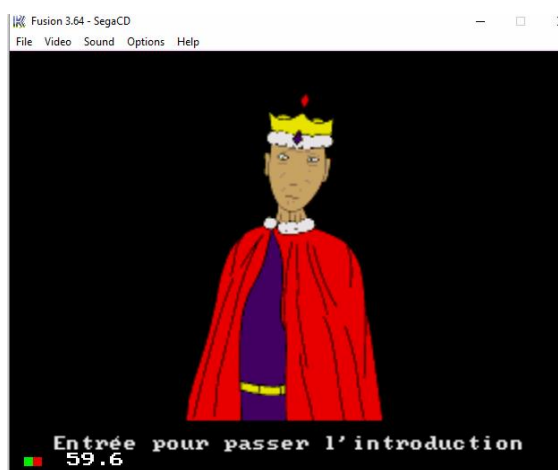 Fusion 3.64 - SegaCD
File Video Sound Options Help
Entrée pour passer l'introduction
59.6